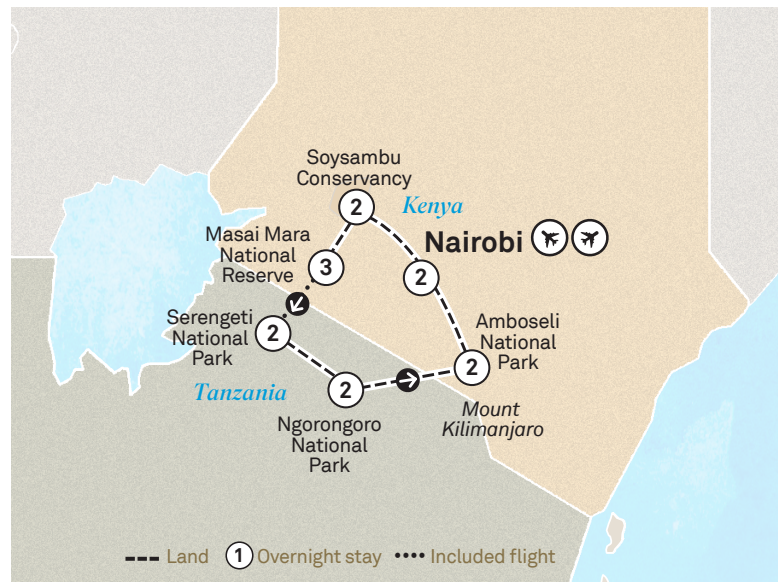 Soysambu
Conservancy
2
Kenya
Nairobi
Masai Mara
National
Reserve
3
2
Serengeti
National
Park
2
Amboseli
National
Park
2
Tanzania
2
Mount
Kilimanjaro
Ngorongoro
National
Park
Land
1 Overnight stay
Included flight